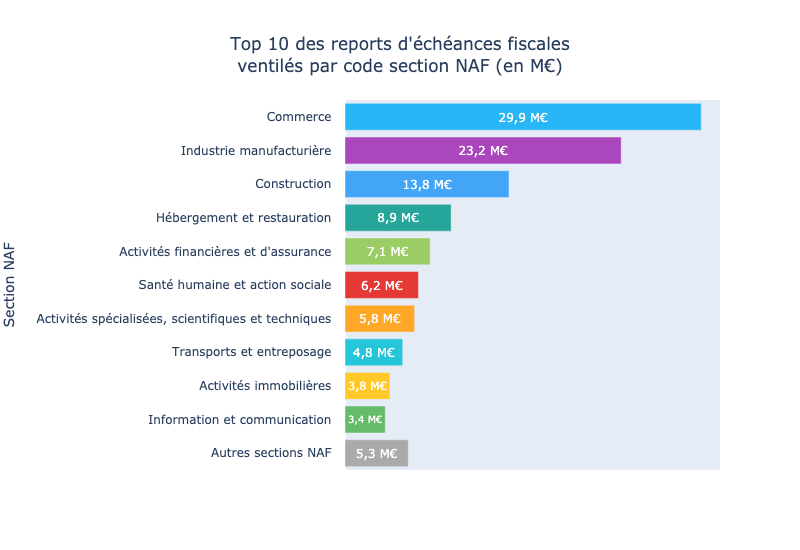 Top 10 des reports d'échéances fiscales
ventilés par code section NAF (en M€)
Section NAF
Commerce 29,9 M€
Industrie manufacturière 23,2 M€
Construction 13,8 M€
Hébergement et restauration 8,9 M€
Activités financières et d'assurance 7,1 M€
Santé humaine et action sociale 6,2 M€
Activités spécialisées, scientifiques et techniques 5,8 M€
Transports et entreposage 4,8 M€
Activités immobilières 3,8 M€
Information et communication 3,4 M€
Autres sections NAF 5,3 M€